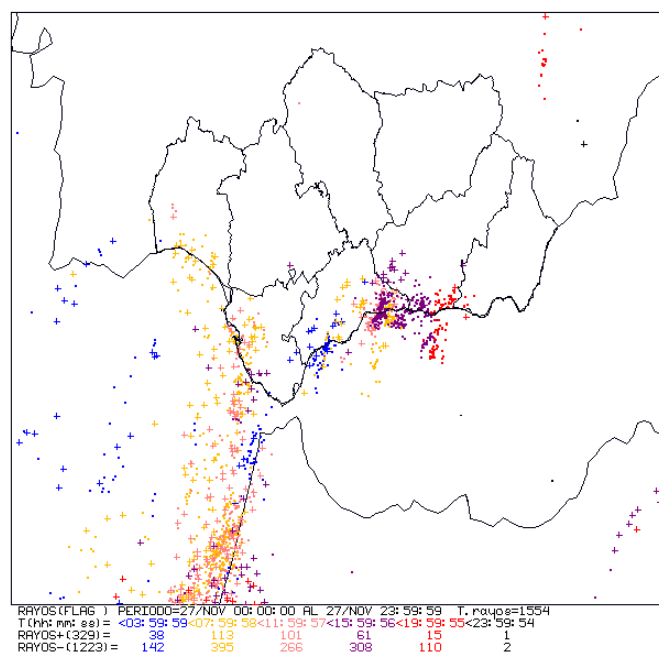 RAYOS(FLAG ) PERIODO=27/NOV 00:00:00 AL 27/NOV 23:59:59 T.rayos=1554
T(hh:mm:ss)= <03:59:59 <07:59:58 <11:59:57 <15:59:56 <19:59:55 <23:59:54
RAYOS+(329)= 38 113 101 61 15 1
RAYOS-(1223)= 142 395 266 308 110 2